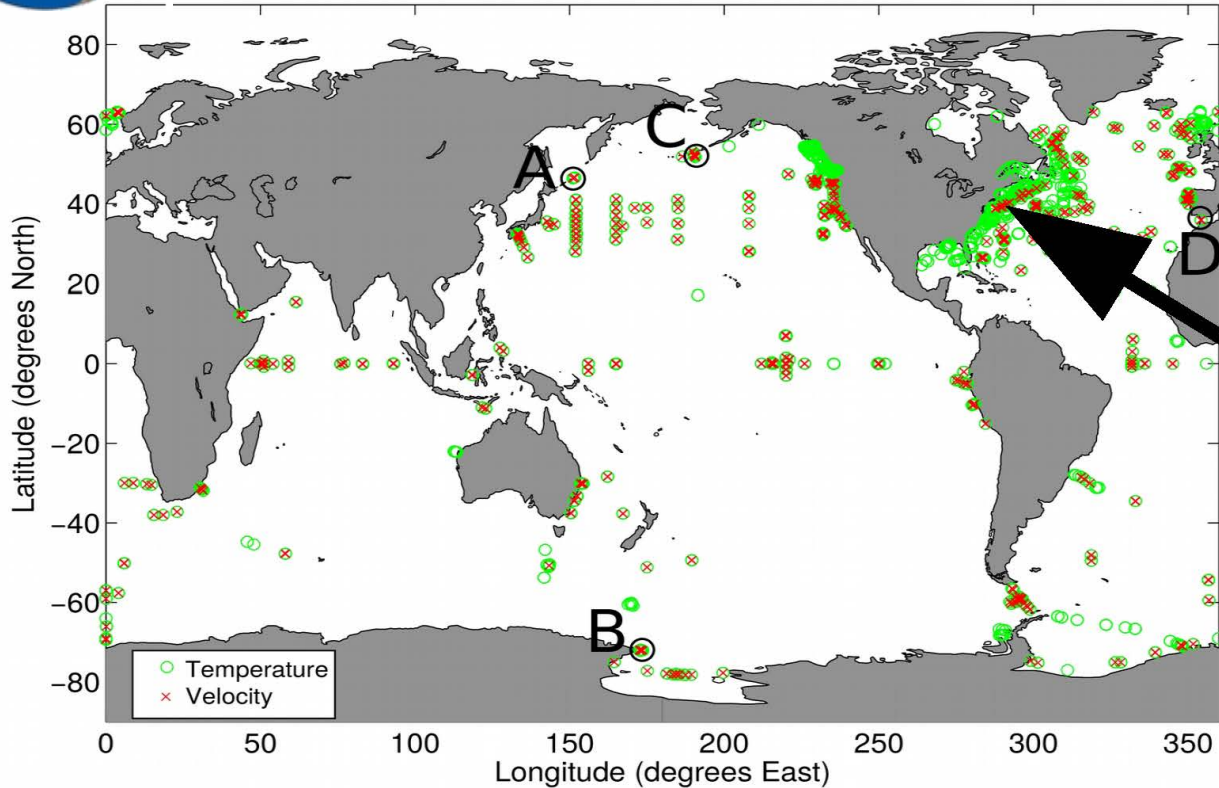 80
60
40
20
0
−20
−40
−60
−80
Latitude (degrees North)
C
A
D
B
Temperature
Velocity
0 50 100 150 200 250 300 350
Longitude (degrees East)